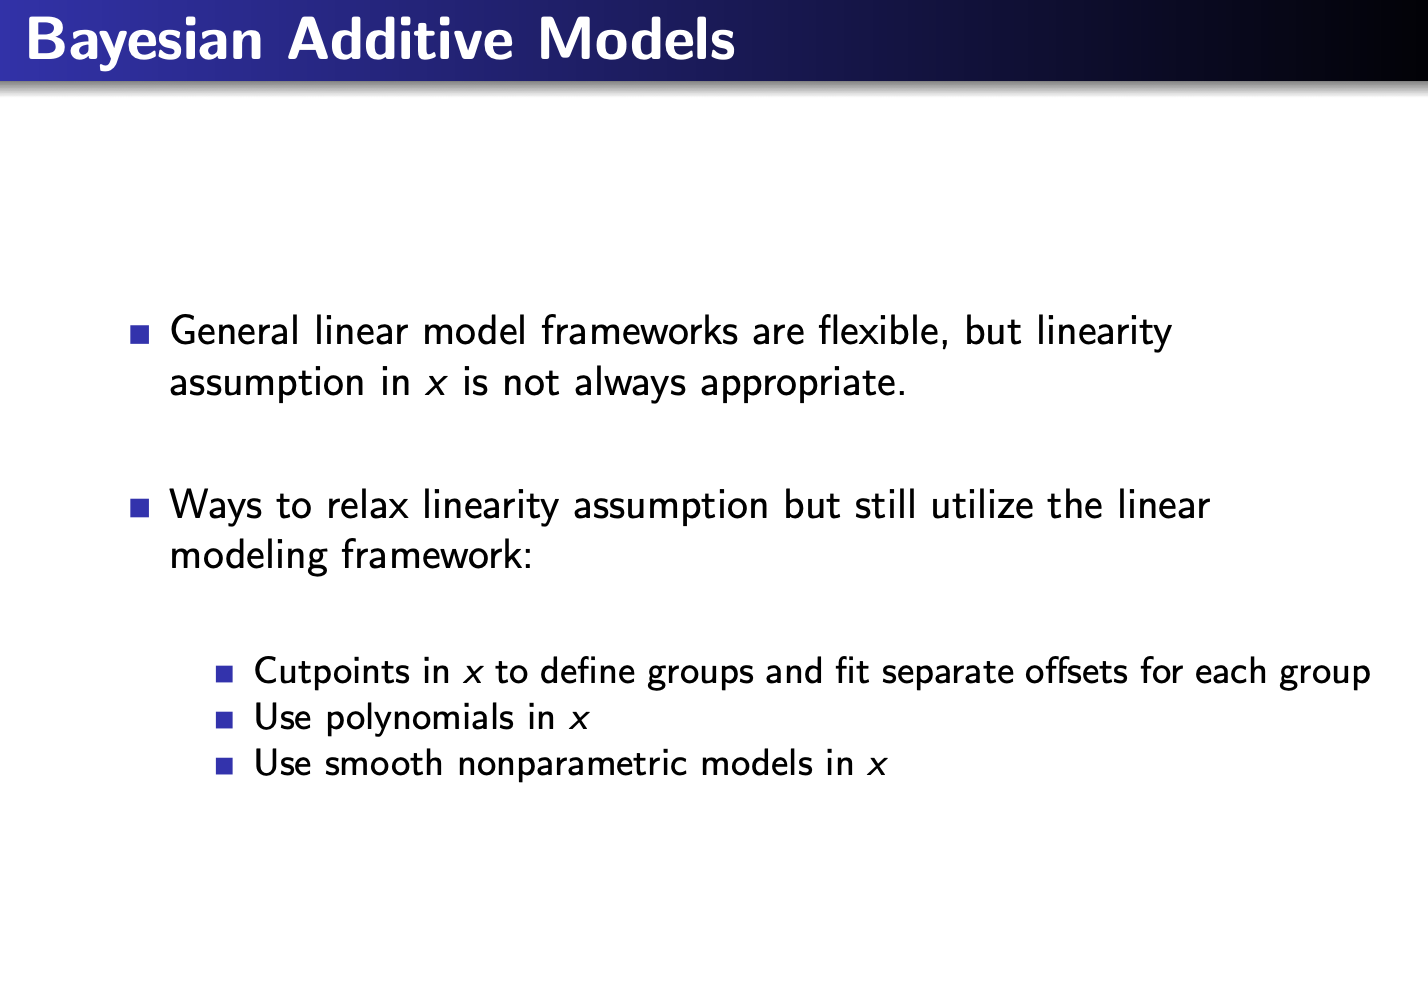 Bayesian Additive Models
General linear model frameworks are flexible, but linearity
assumption in x is not always appropriate.
Ways to relax linearity assumption but still utilize the linear
modeling framework:
Cutpoints in x to define groups and fit separate offsets for each group
Use polynomials in x
Use smooth nonparametric models in x